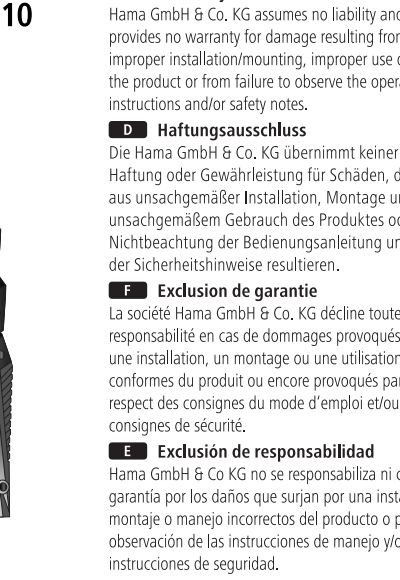 10
Hama GmbH & Co. KG assumes no liability and
provides no warranty for damage resulting from
improper installation/mounting, improper use o
the product or from failure to observe the opera
instructions and/or safety notes.
D Haftungsausschluss
Die Hama GmbH & Co. KG übernimmt keiner
Haftung oder Gewährleistung für Schäden, d
aus unsachgemäßer Installation, Montage un
unsachgemäßem Gebrauch des Produktes od
Nichtbeachtung der Bedienungsanleitung un
der Sicherheitshinweise resultieren.
F Exclusion de garantie
La société Hama GmbH & Co. KG décline toute
responsabilité en cas de dommages provoqués
une installation, un montage ou une utilisation
conformes du produit ou encore provoqués pa
respect des consignes du mode d'emploi et/ou
consignes de sécurité.
E Exclusión de responsabilidad
Hama GmbH & Co KG no se responsabiliza ni c
garantía por los daños que surjan por una insta
montaje o manejo incorrectos del producto o p
observación de las instrucciones de manejo y/o
instrucciones de seguridad.